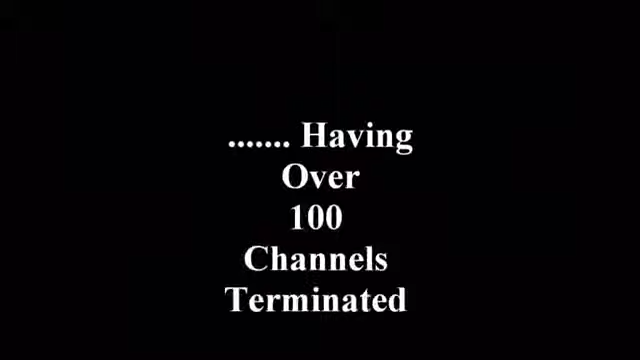 ....... Having
Over
100
Channels
Terminated